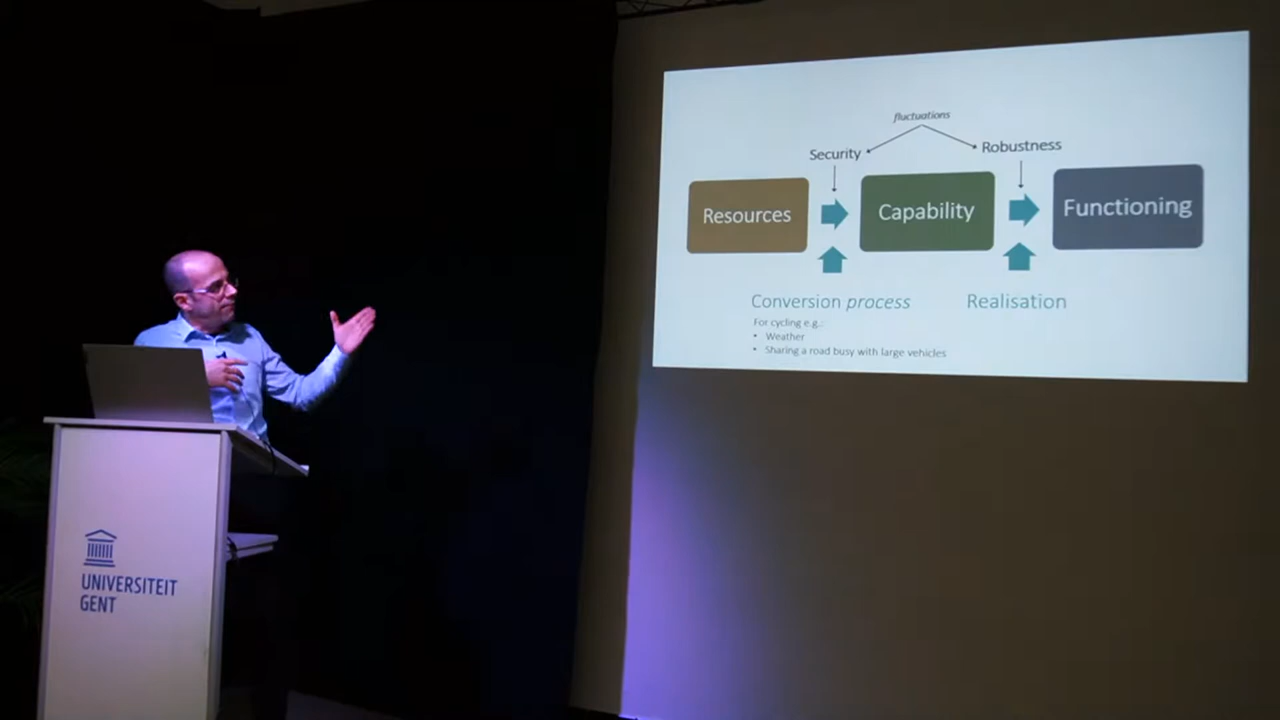 fluctuations
Security
Robustness
Resources
Capability
Functioning
Conversion process
Realisation
For cycling e.g.:
• Weather
• Sharing a road busy with large vehicles
UNIVERSITEIT
GENT